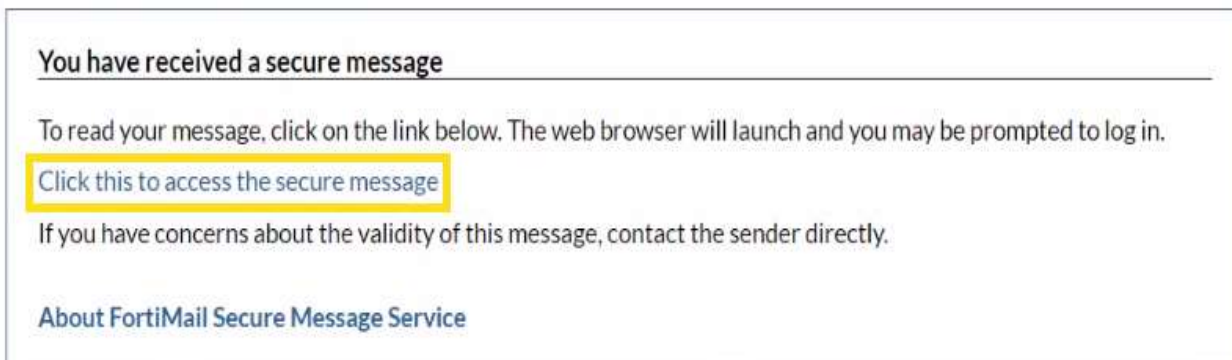 You have received a secure message
To read your message, click on the link below. The web browser will launch and you may be prompted to log in.
Click this to access the secure message
If you have concerns about the validity of this message, contact the sender directly.
About FortiMail Secure Message Service